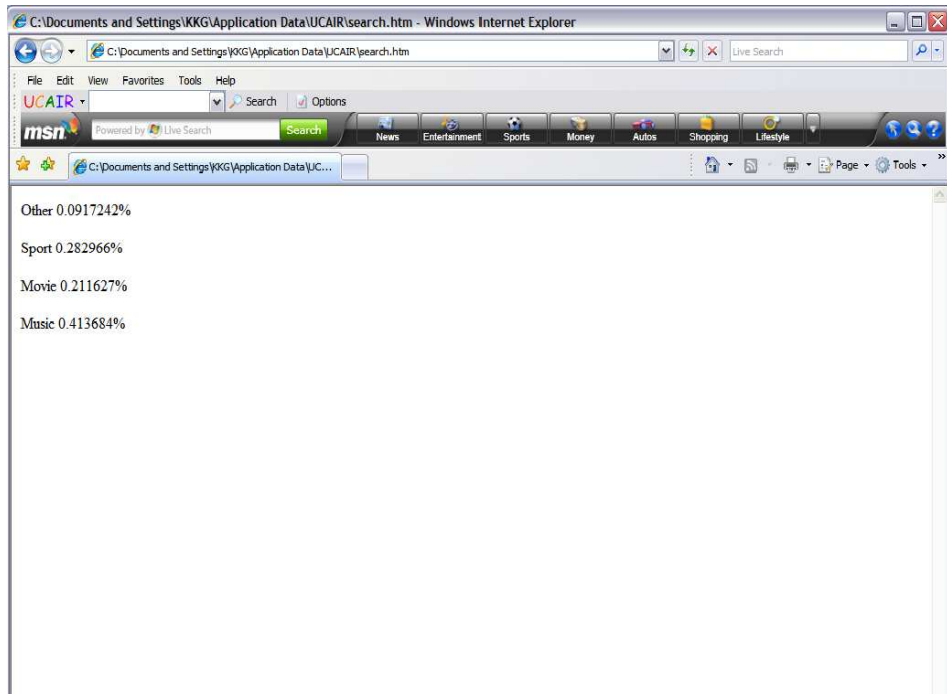 C:\Documents and Settings\KKG\Application Data\UCAIR\search.htm - Windows Internet Explorer
C:\Documents and Settings\KKG\Application Data\UCAIR\search.htm Live Search
File Edit View Favorites Tools Help
UCAIR Search Options
msn Powered by Live Search Search News Entertainment Sports Money Autos Shopping Lifestyle
C:\Documents and Settings\KKG\Application Data\UC... Page Tools »
Other 0.0917242%
Sport 0.282966%
Movie 0.211627%
Music 0.413684%